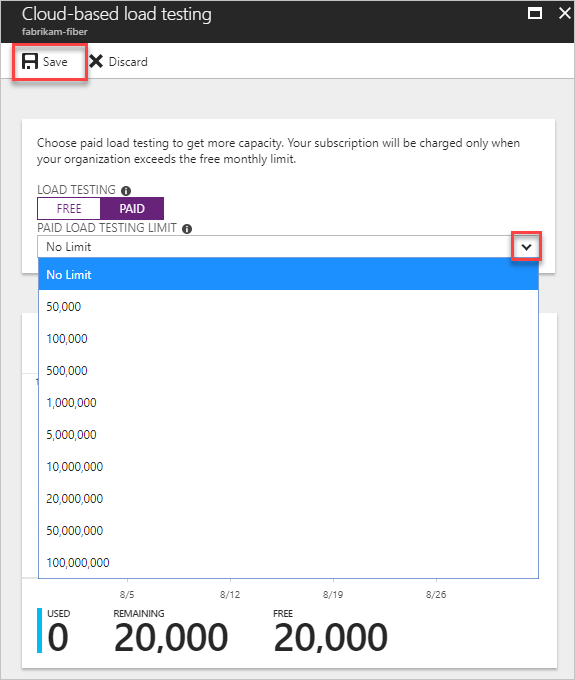 Cloud-based load testing
fabrikam-fiber
Save Discard
Choose paid load testing to get more capacity. Your subscription will be charged only when
your organization exceeds the free monthly limit.
LOAD TESTING
FREE PAID
PAID LOAD TESTING LIMIT
No Limit
No Limit
50,000
100,000
500,000
1,000,000
5,000,000
10,000,000
20,000,000
50,000,000
100,000,000
8/5 8/12 8/19 8/26
USED REMAINING FREE
0 20,000 20,000